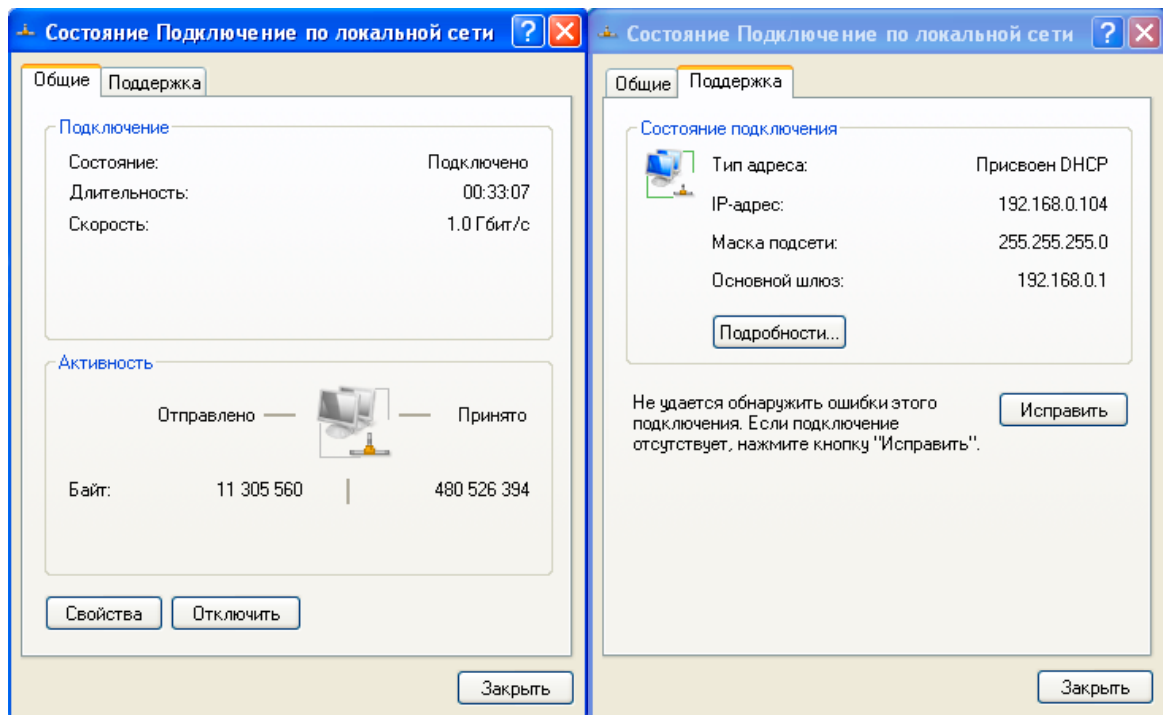 Состояние Подключение по локальной сети
Общие Поддержка
Подключение
Состояние: Подключено
Длительность: 00:33:07
Скорость: 1.0 Гбит/с
Активность
Отправлено Принято
Байт: 11 305 560 480 526 394
Свойства Отключить
Закрыть
Состояние Подключение по локальной сети
Общие Поддержка
Состояние подключения
Тип адреса: Присвоен DHCP
IP-адрес: 192.168.0.104
Маска подсети: 255.255.255.0
Основной шлюз: 192.168.0.1
Подробности...
Не удается обнаружить ошибки этого
подключения. Если подключение
отсутствует, нажмите кнопку "Исправить".
Исправить
Закрыть